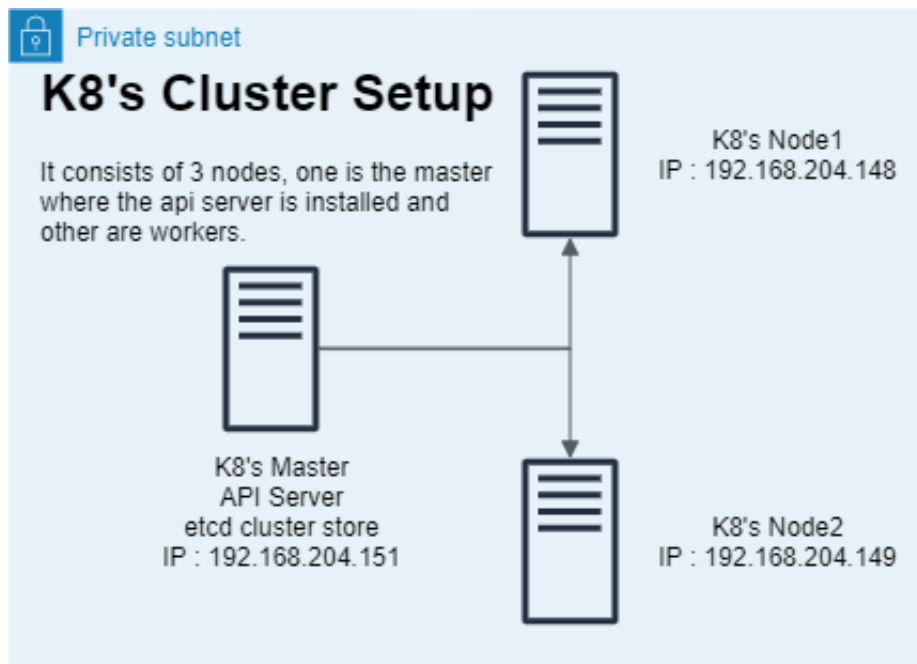 Private subnet
K8's Cluster Setup
It consists of 3 nodes, one is the master
where the api server is installed and
other are workers.
K8's Node1
IP : 192.168.204.148
K8's Master
API Server
etcd cluster store
IP : 192.168.204.151
K8's Node2
IP : 192.168.204.149